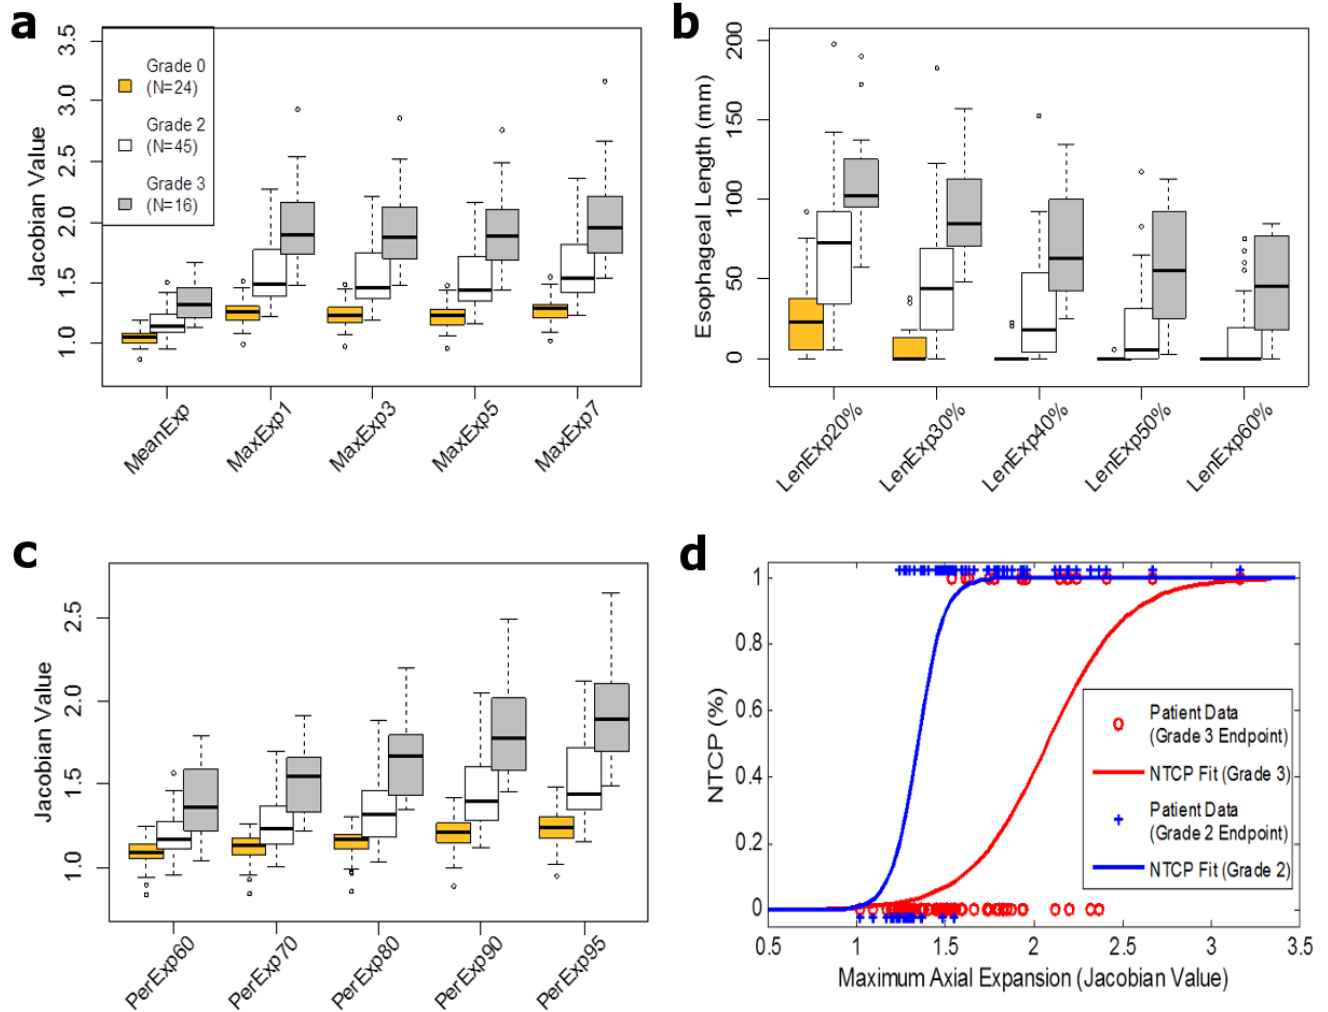 a
Jacobian Value
3.5
3.0
2.5
2.0
1.5
1.0
Grade 0
(N=24)
Grade 2
(N=45)
Grade 3
(N=16)
MeanExp
MaxExp1
MaxExp3
MaxExp5
MaxExp7
b
Esophageal Length (mm)
200
150
100
50
0
LenExp20%
LenExp30%
LenExp40%
LenExp50%
LenExp60%
c
Jacobian Value
2.5
2.0
1.5
1.0
PerExp60
PerExp70
PerExp80
PerExp90
PerExp95
d
NTCP (%)
1
0.8
0.6
0.4
0.2
0
Patient Data
(Grade 3 Endpoint)
NTCP Fit (Grade 3)
Patient Data
(Grade 2 Endpoint)
NTCP Fit (Grade 2)
0.5
1
1.5
2
2.5
3
3.5
Maximum Axial Expansion (Jacobian Value)